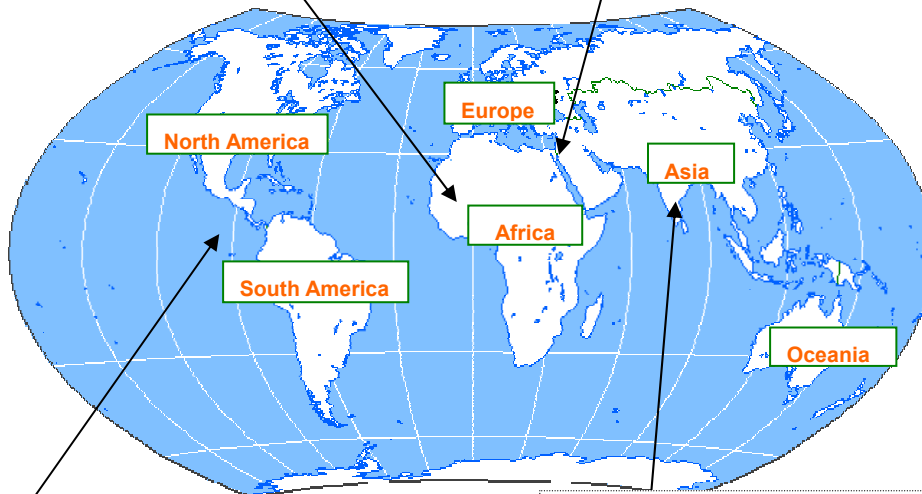 Europe
North America
Asia
Africa
South America
Oceania